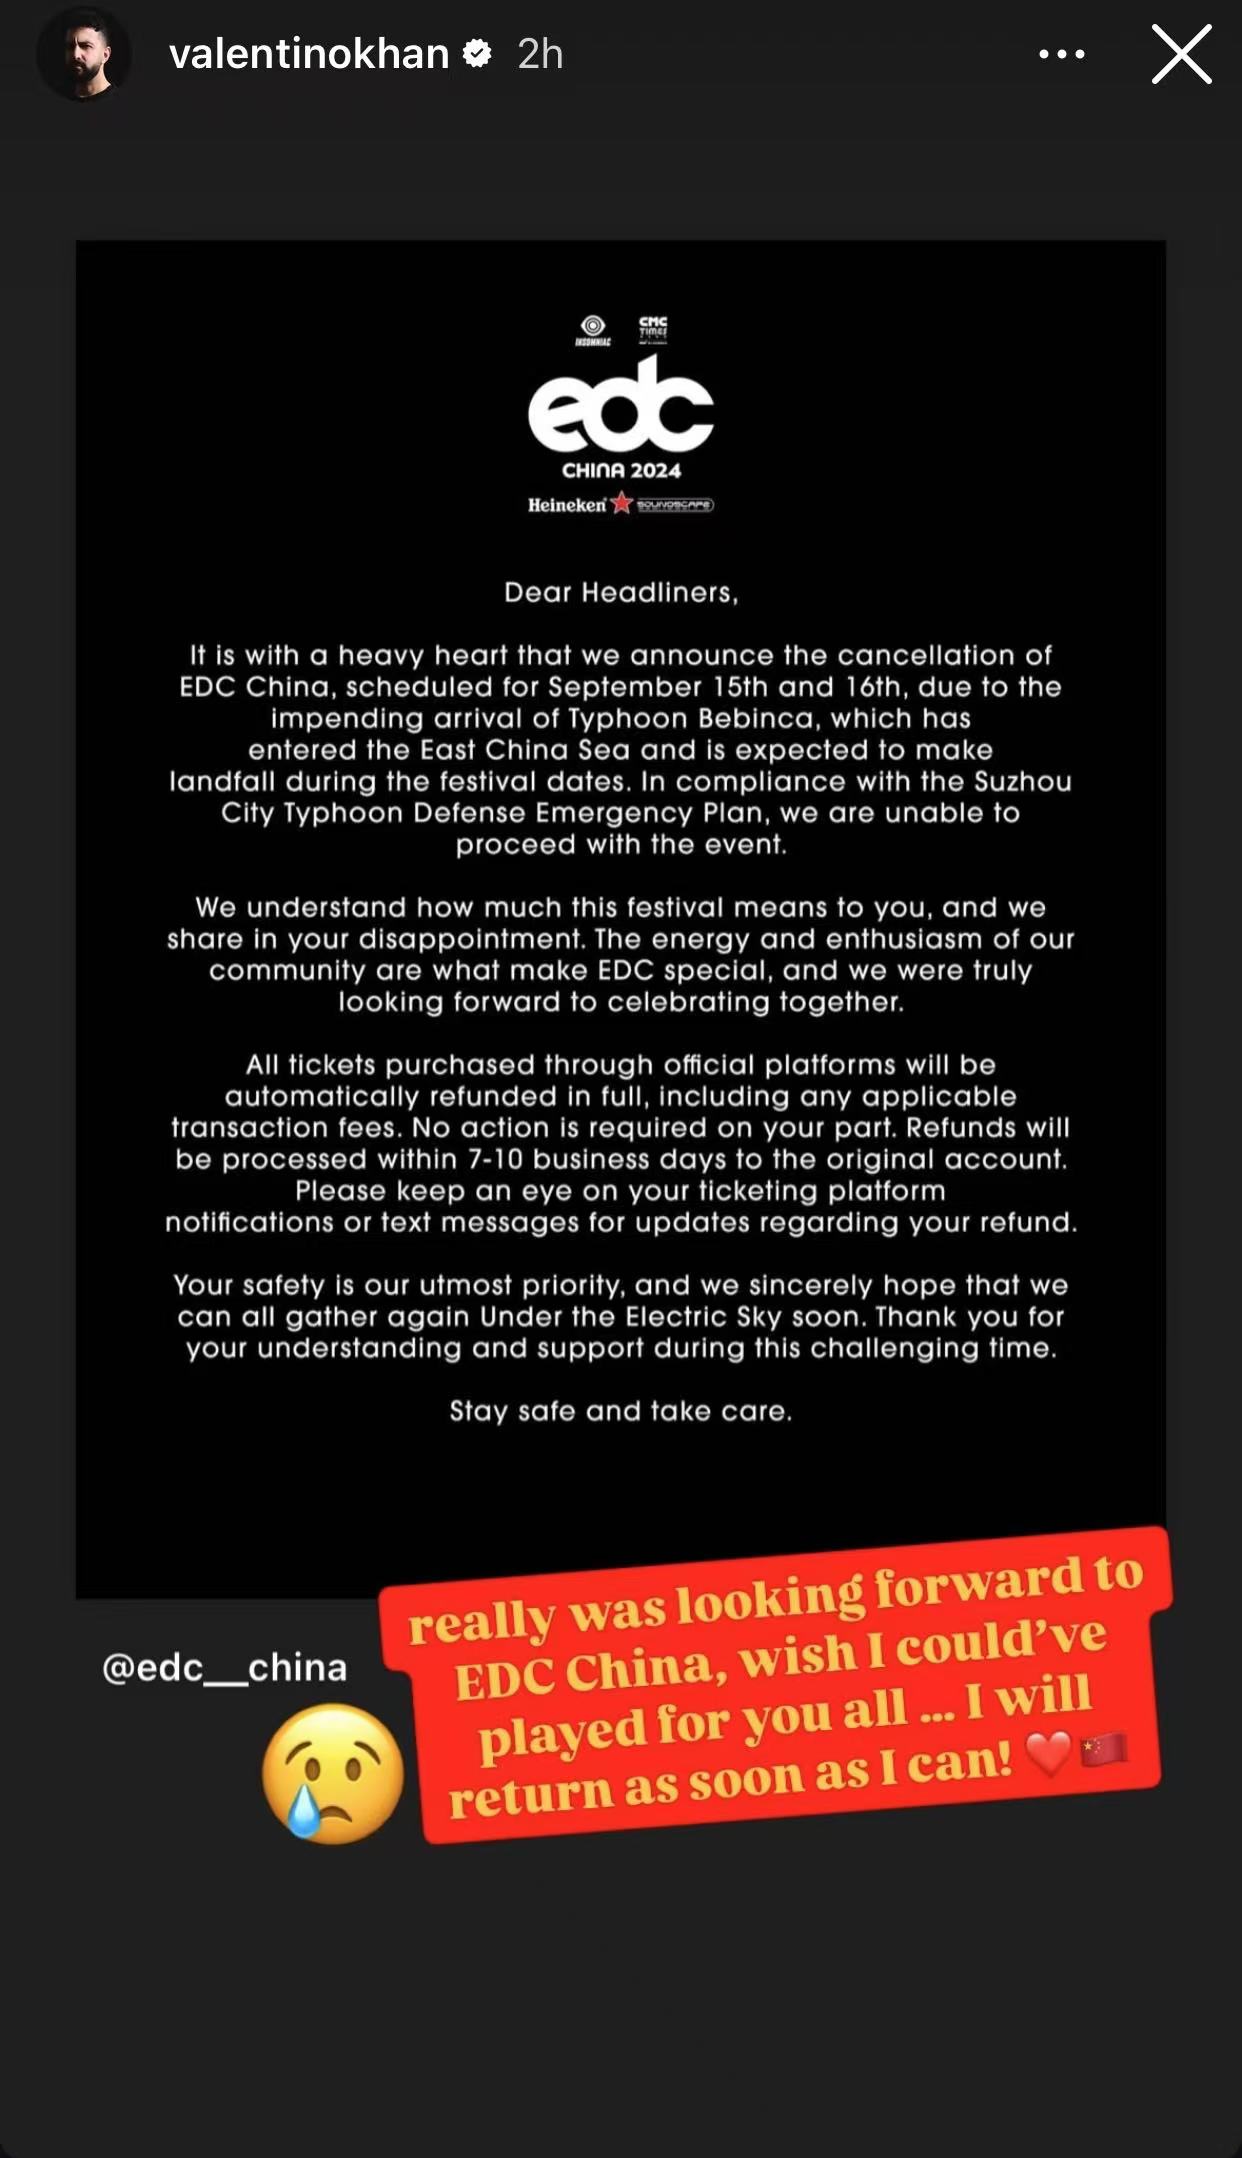 valentinokhan 2h
INSOMNIAC CMC
TIMES
edc
CHINA 2024
Heineken SOUNDSCAPE
Dear Headliners,
It is with a heavy heart that we announce the cancellation of
EDC China, scheduled for September 15th and 16th, due to the
impending arrival of Typhoon Bebinca, which has
entered the East China Sea and is expected to make
landfall during the festival dates. In compliance with the Suzhou
City Typhoon Defense Emergency Plan, we are unable to
proceed with the event.
We understand how much this festival means to you, and we
share in your disappointment. The energy and enthusiasm of our
community are what make EDC special, and we were truly
looking forward to celebrating together.
All tickets purchased through official platforms will be
automatically refunded in full, including any applicable
transaction fees. No action is required on your part. Refunds will
be processed within 7-10 business days to the original account.
Please keep an eye on your ticketing platform
notifications or text messages for updates regarding your refund.
Your safety is our utmost priority, and we sincerely hope that we
can all gather again Under the Electric Sky soon. Thank you for
your understanding and support during this challenging time.
Stay safe and take care.
@edc__china
really was looking forward to
EDC China, wish I could've
played for you all ... I will
return as soon as I can! ❤️🇨🇳